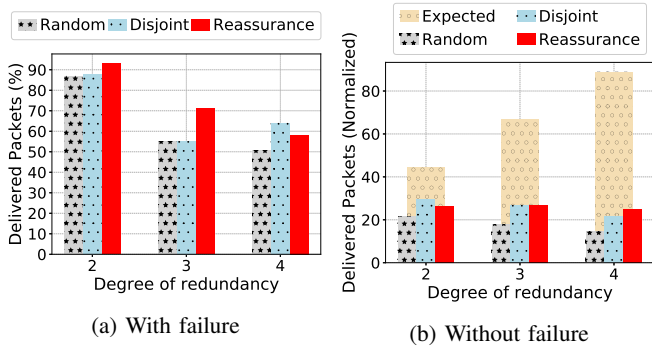 Random Disjoint Reassurance
Delivered Packets (%)
90
80
70
60
50
40
30
20
10
0
2 3 4
Degree of redundancy
(a) With failure
Expected Disjoint
Random Reassurance
Delivered Packets (Normalized)
80
60
40
20
0
2 3 4
Degree of redundancy
(b) Without failure